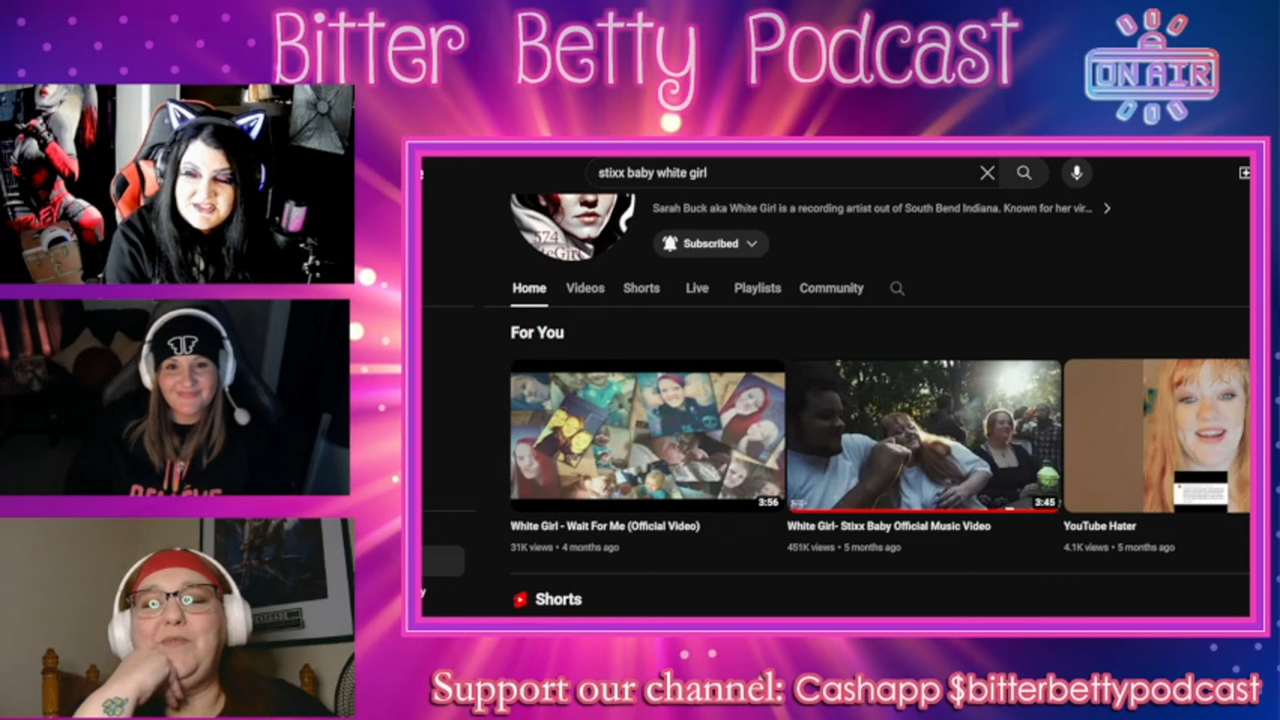 Bitter Betty Podcast
ON AIR
stixx baby white girl
Sarah Buck aka White Girl is a recording artist out of South Bend Indiana. Known for her vir...
574
Subscribed
Home Videos Shorts Live Playlists Community
For You
3:56
3:45
White Girl - Wait For Me (Official Video)
White Girl- Stixx Baby Official Music Video
YouTube Hater
31K views • 4 months ago
451K views • 5 months ago
4.1K views • 5 months ago
Shorts
Support our channel: Cashapp $bitterbettypodcast